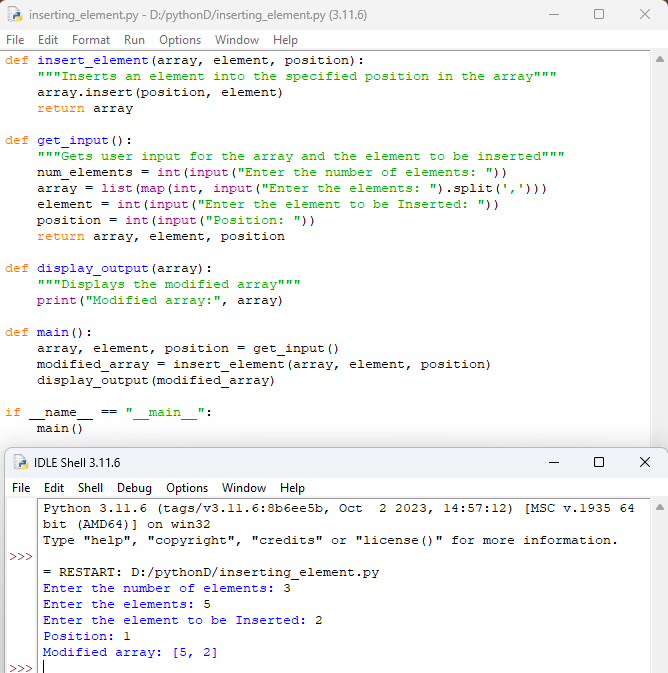 inserting_element.py - D:/pythonD/inserting_element.py (3.11.6)
File Edit Format Run Options Window Help
def insert_element(array, element, position):
    """Inserts an element into the specified position in the array"""
    array.insert(position, element)
    return array
def get_input():
    """Gets user input for the array and the element to be inserted"""
    num_elements = int(input("Enter the number of elements: "))
    array = list(map(int, input("Enter the elements: ").split(',')))
    element = int(input("Enter the element to be Inserted: "))
    position = int(input("Position: "))
    return array, element, position
def display_output(array):
    """Displays the modified array"""
    print("Modified array:", array)
def main():
    array, element, position = get_input()
    modified_array = insert_element(array, element, position)
    display_output(modified_array)
if __name__ == "__main__":
    main()
IDLE Shell 3.11.6
File Edit Shell Debug Options Window Help
Python 3.11.6 (tags/v3.11.6:8b6ee5b, Oct  2 2023, 14:57:12) [MSC v.1935 64
bit (AMD64)] on win32
Type "help", "copyright", "credits" or "license()" for more information.
>>>
= RESTART: D:/pythonD/inserting_element.py
Enter the number of elements: 3
Enter the elements: 5
Enter the element to be Inserted: 2
Position: 1
Modified array: [5, 2]
>>>